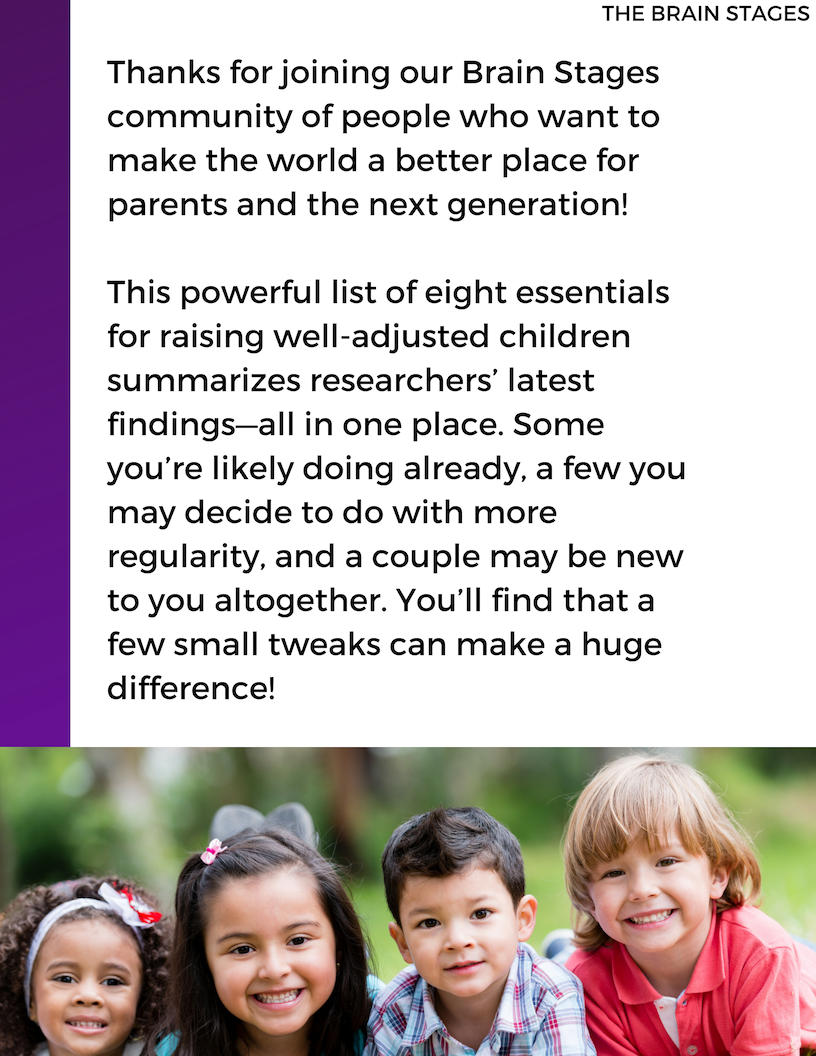 THE BRAIN STAGES
Thanks for joining our Brain Stages
community of people who want to
make the world a better place for
parents and the next generation!
This powerful list of eight essentials
for raising well-adjusted children
summarizes researchers’ latest
findings—all in one place. Some
you’re likely doing already, a few you
may decide to do with more
regularity, and a couple may be new
to you altogether. You’ll find that a
few small tweaks can make a huge
difference!